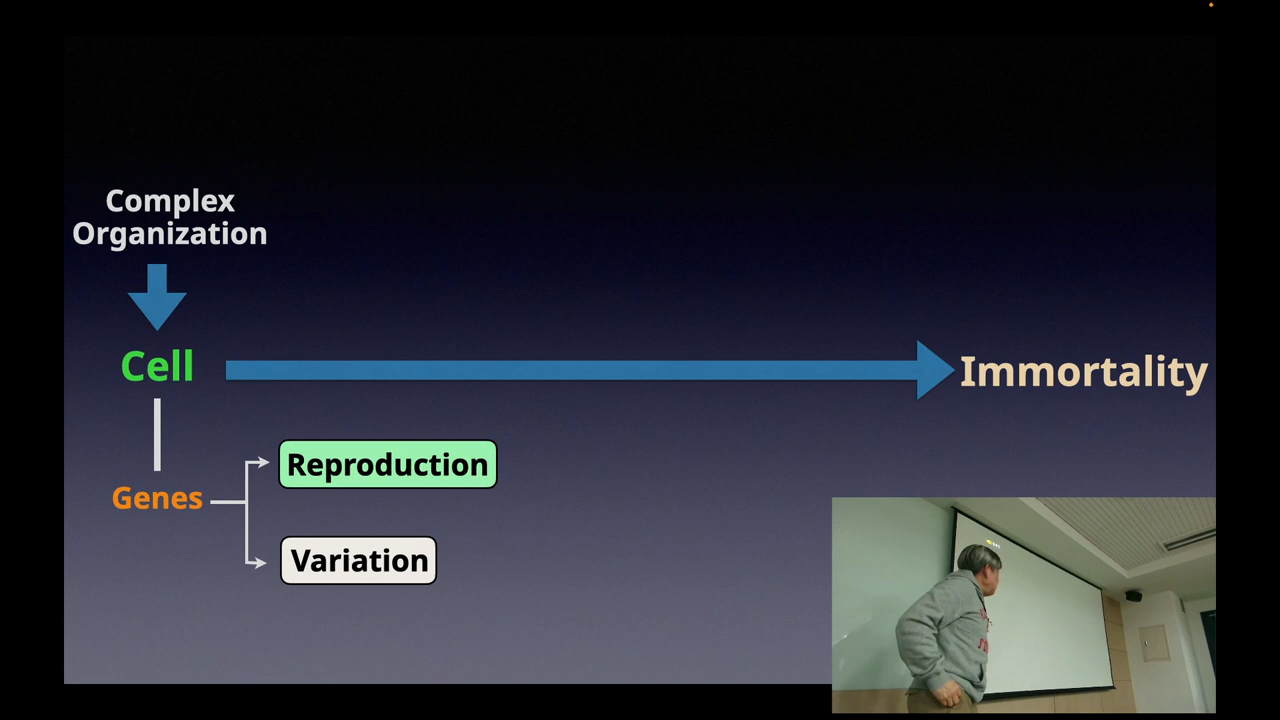 Complex
Organization
Cell
Immortality
Genes
Reproduction
Variation